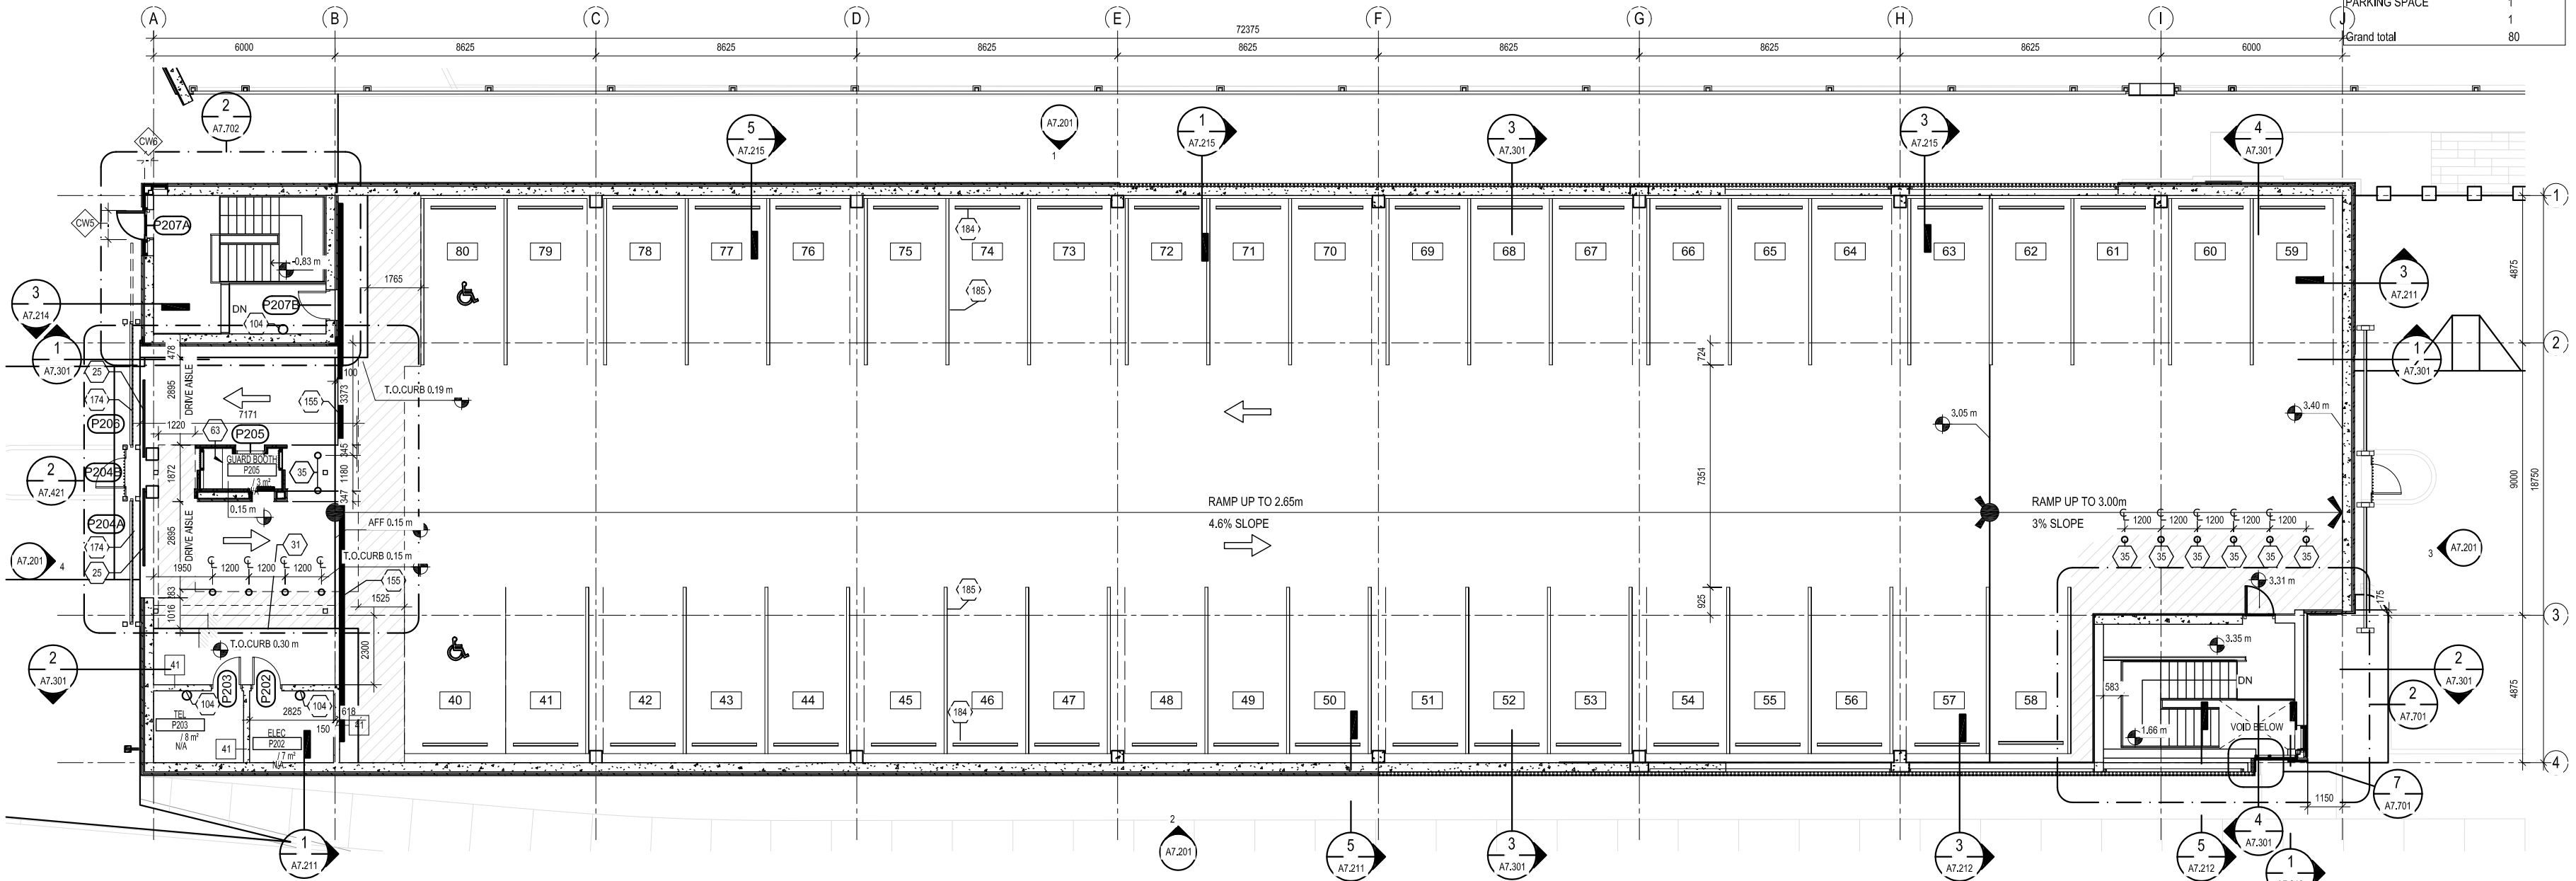 A B C D E F G H I J
PARKING SPACE 1
1
Grand total 80
72375
6000 8625 8625 8625 8625 8625 8625 8625 6000
2
A7.702
CW6
5
A7.215
A7.201
1
1
A7.215
3
A7.301
3
A7.215
4
A7.301
1
CW5
P207A
-0.83 m
DN
P207B
104
3
A7.214
1
A7.301
1765
80 79 78 77 76 75 74 73 72 71 70 69 68 67 66 65 64 63 62 61 60 59
184
185
4875
3
A7.211
2
1
A7.301
478
25
174
P206
2895
DRIVE AISLE
7171
1220
63
P205
155
100
3373
T.O.CURB 0.19 m
724
3.05 m
3.40 m
2
A7.421
P204B
1872
GUARD BOOTH
P205
/ 3 m²
35
345
1180
347
7351
9000
18750
0.15 m
P204A
174
25
2895
DRIVE AISLE
31
AFF 0.15 m
T.O.CURB 0.15 m
155
1525
RAMP UP TO 2.65m
4.6% SLOPE
RAMP UP TO 3.00m
3% SLOPE
1950 1200 1200 1200
1200 1200 1200 1200 1200
35 35 35 35 35 35
A7.201
4
3
A7.201
283
1016
185
925
3.31 m
175
3
T.O.CURB 0.30 m
2300
2
A7.301
41
3.35 m
2
A7.301
P203
P202
104
104
2825
618
150
41
TEL
P203
/ 8 m²
N/A
41
ELEC
P202
/ 7 m²
N/A
40 41 42 43 44 45 46 47 48 49 50 51 52 53 54 55 56 57 58
184
583
DN
VOID BELOW
1.66 m
4875
2
A7.701
4
7
A7.701
1150
1
A7.211
2
A7.201
5
A7.211
3
A7.301
3
A7.212
5
A7.212
4
A7.301
1